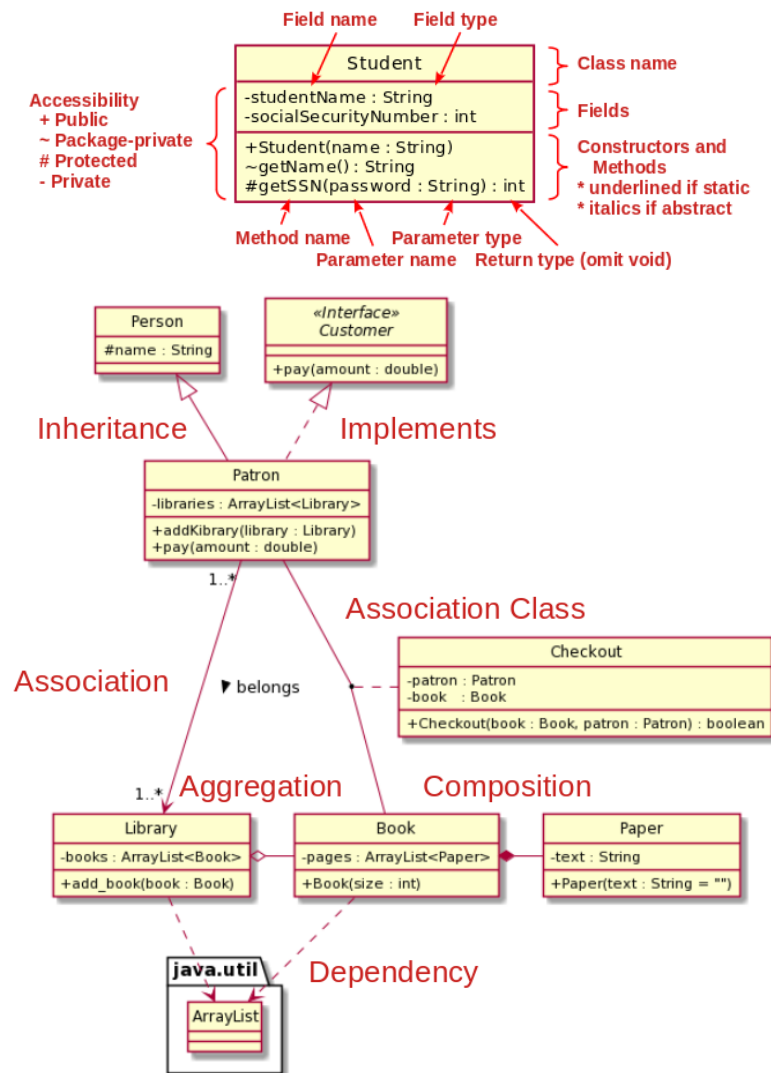 Field name Field type
Student
Class name
-studentName : String
-socialSecurityNumber : int
Fields
Accessibility
+ Public
~ Package-private
# Protected
- Private
+Student(name : String)
~getName() : String
#getSSN(password : String) : int
Constructors and
Methods
* underlined if static
* italics if abstract
Method name Parameter type
Parameter name Return type (omit void)
Person
#name : String
«Interface»
Customer
+pay(amount : double)
Inheritance
Implements
Patron
-libraries : ArrayList<Library>
+addKibrary(library : Library)
+pay(amount : double)
1..*
Association Class
Checkout
-patron : Patron
-book : Book
+Checkout(book : Book, patron : Patron) : boolean
Association
belongs
1..*
Aggregation
Composition
Library
-books : ArrayList<Book>
+add_book(book : Book)
Book
-pages : ArrayList<Paper>
+Book(size : int)
Paper
-text : String
+Paper(text : String = "")
Dependency
java.util
ArrayList